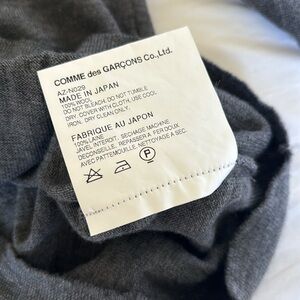 COMME des GARÇONS Co., Ltd.
AZ-N026
MADE IN JAPAN
100% WOOL
DO NOT BLEACH. DO NOT TUMBLE
DRY. COVER WITH CLOTH, USE COOL
IRON. DRY CLEAN ONLY.
FABRIQUE AU JAPON
100% LAINE
JAVEL INTERDIT, SECHAGE MACHINE
DECONSEILLE. REPASSER A FER DOUX.
AVEC PATTEMOUILLE. NETTOYAGE A SEC.
P